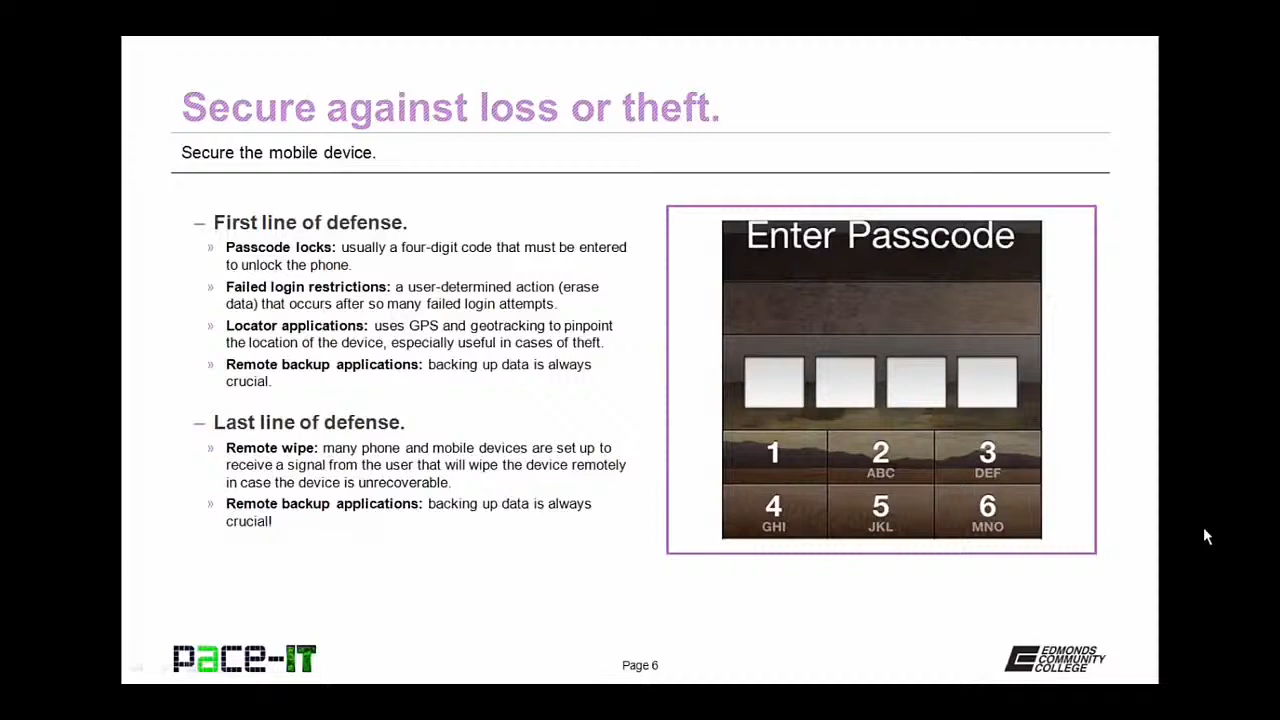 Secure against loss or theft.
Secure the mobile device.
– First line of defense.
» Passcode locks: usually a four-digit code that must be entered
to unlock the phone.
» Failed login restrictions: a user-determined action (erase
data) that occurs after so many failed login attempts.
» Locator applications: uses GPS and geotracking to pinpoint
the location of the device, especially useful in cases of theft.
» Remote backup applications: backing up data is always
crucial.
– Last line of defense.
» Remote wipe: many phone and mobile devices are set up to
receive a signal from the user that will wipe the device remotely
in case the device is unrecoverable.
» Remote backup applications: backing up data is always
crucial!
Enter Passcode
1 2 3
ABC DEF
4 5 6
GHI JKL MNO
pace-IT
Page 6
EDMONDS
COMMUNITY
COLLEGE